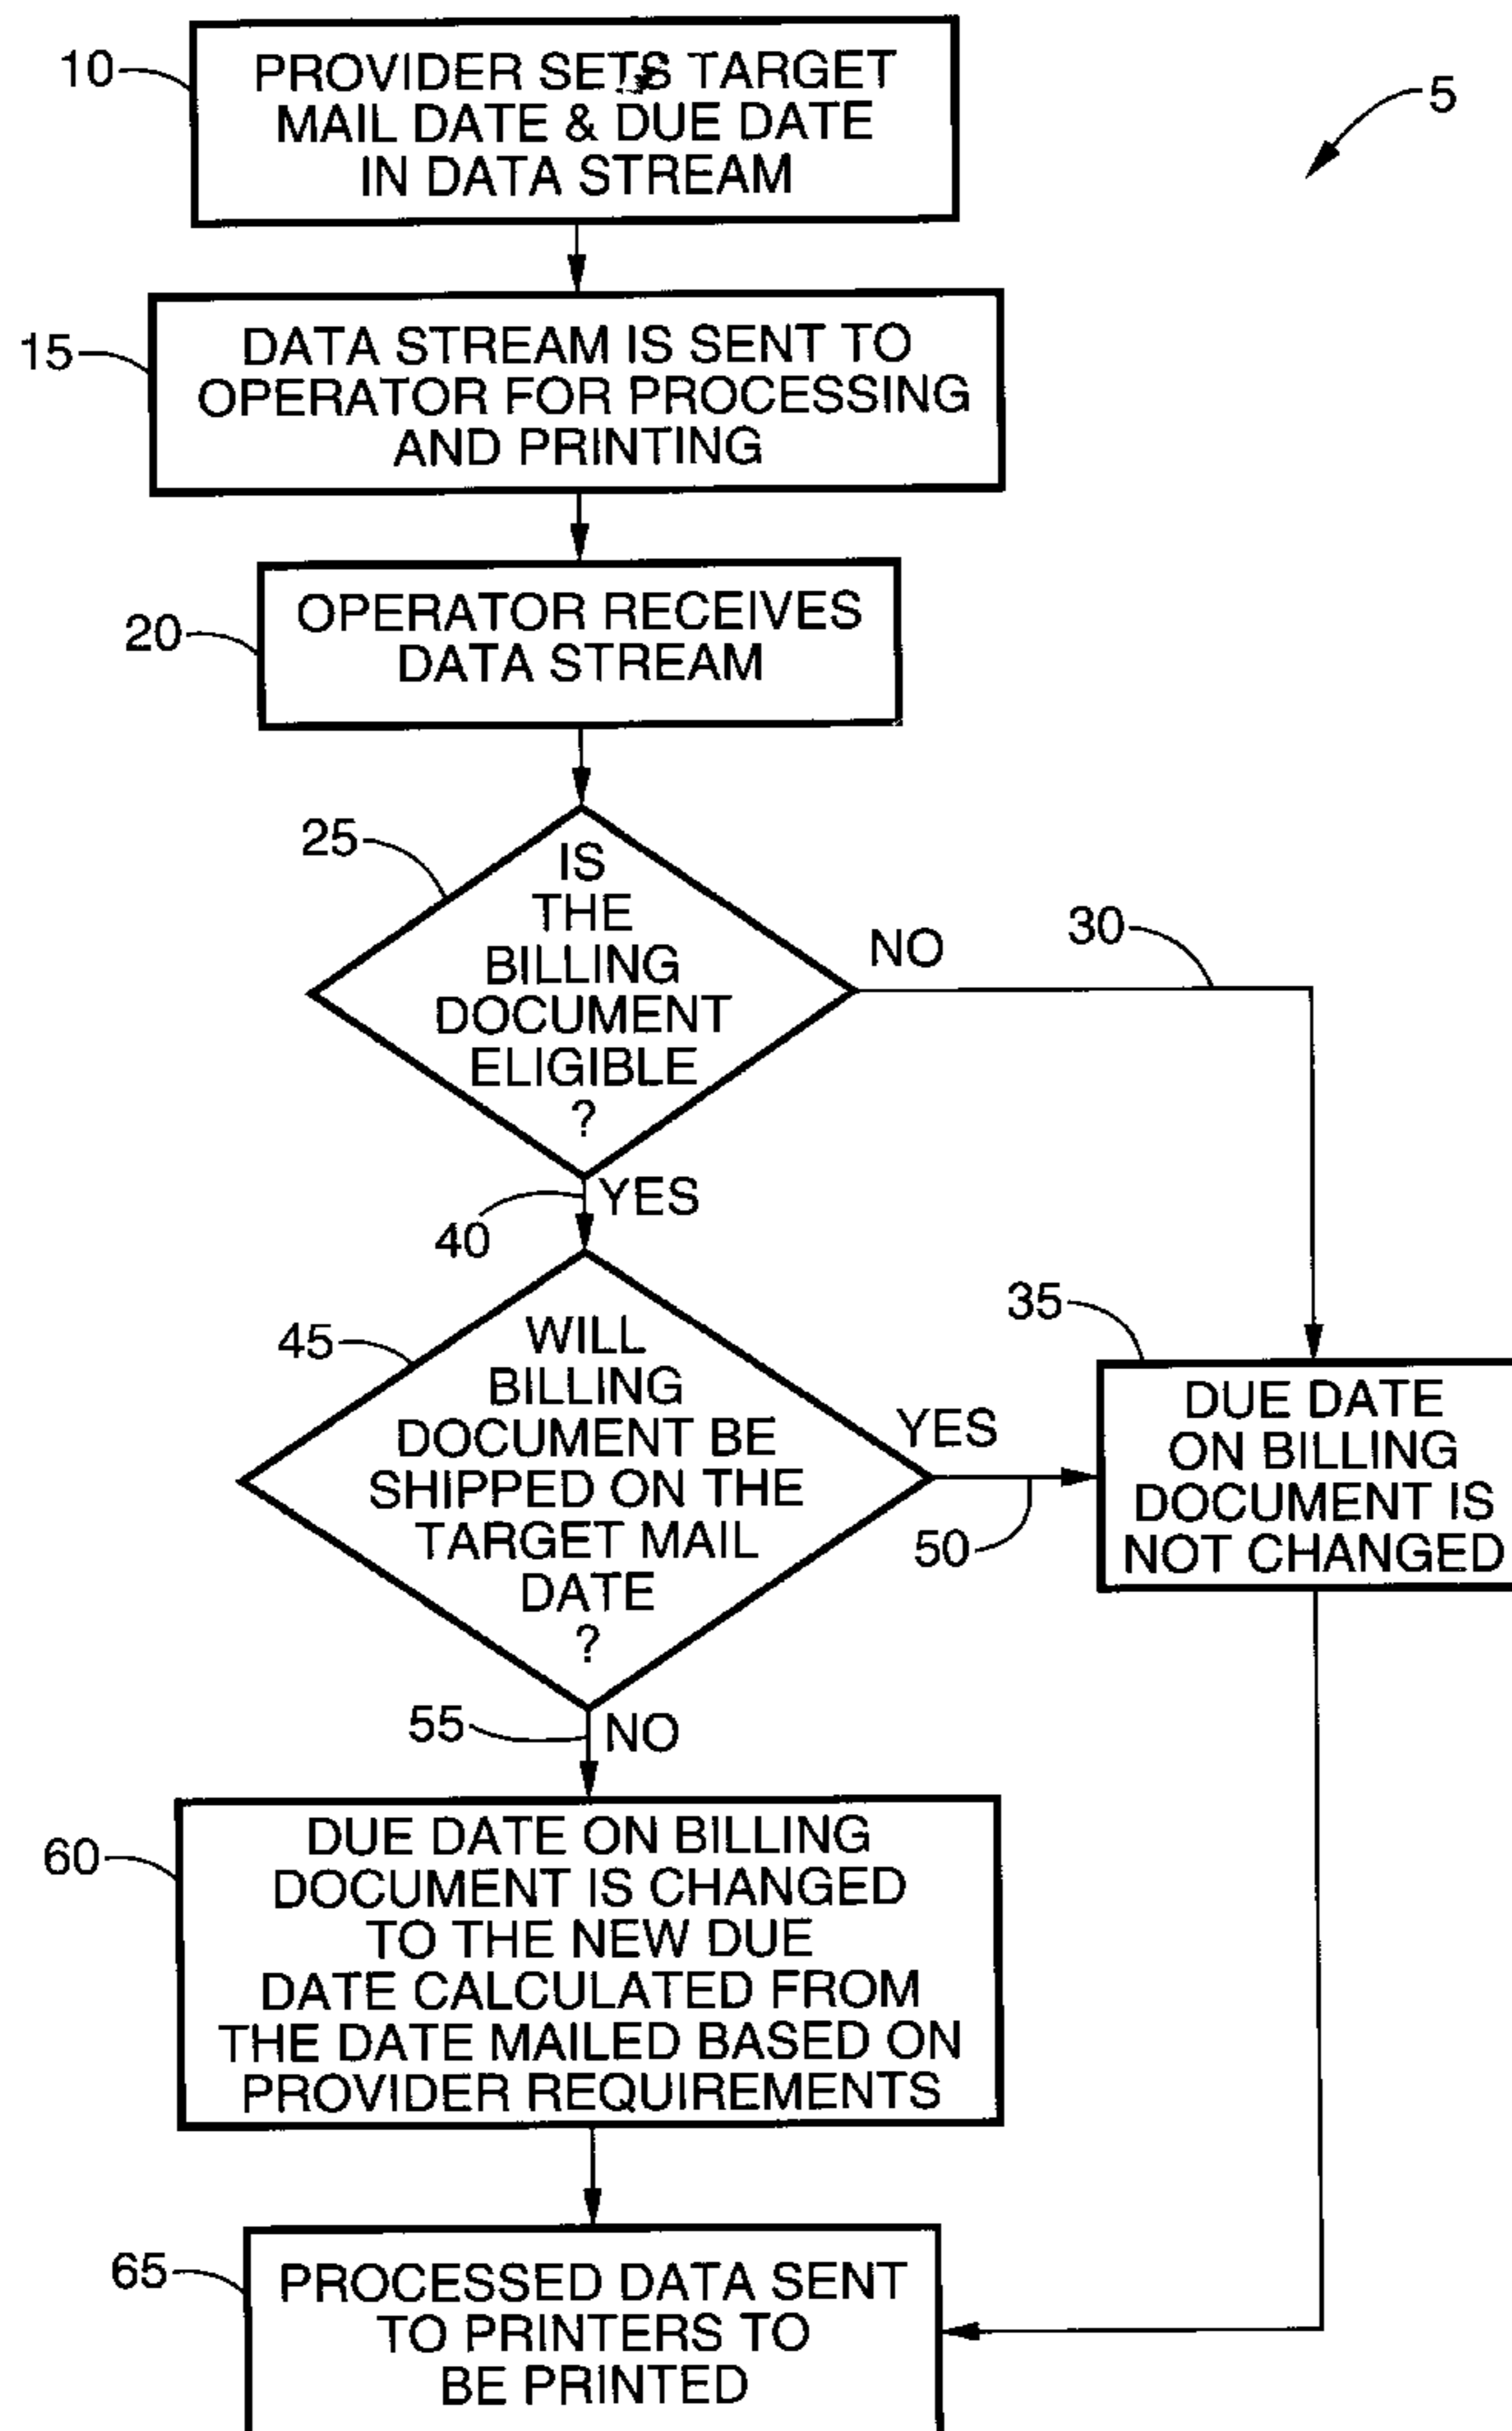 10
PROVIDER SETS TARGET
MAIL DATE & DUE DATE
IN DATA STREAM
5
15
DATA STREAM IS SENT TO
OPERATOR FOR PROCESSING
AND PRINTING
20
OPERATOR RECEIVES
DATA STREAM
25
IS
THE
BILLING
DOCUMENT
ELIGIBLE
?
NO
30
YES
40
45
WILL
BILLING
DOCUMENT BE
SHIPPED ON THE
TARGET MAIL
DATE
?
YES
50
35
DUE DATE
ON BILLING
DOCUMENT IS
NOT CHANGED
55
NO
60
DUE DATE ON BILLING
DOCUMENT IS CHANGED
TO THE NEW DUE
DATE CALCULATED FROM
THE DATE MAILED BASED ON
PROVIDER REQUIREMENTS
65
PROCESSED DATA SENT
TO PRINTERS TO
BE PRINTED